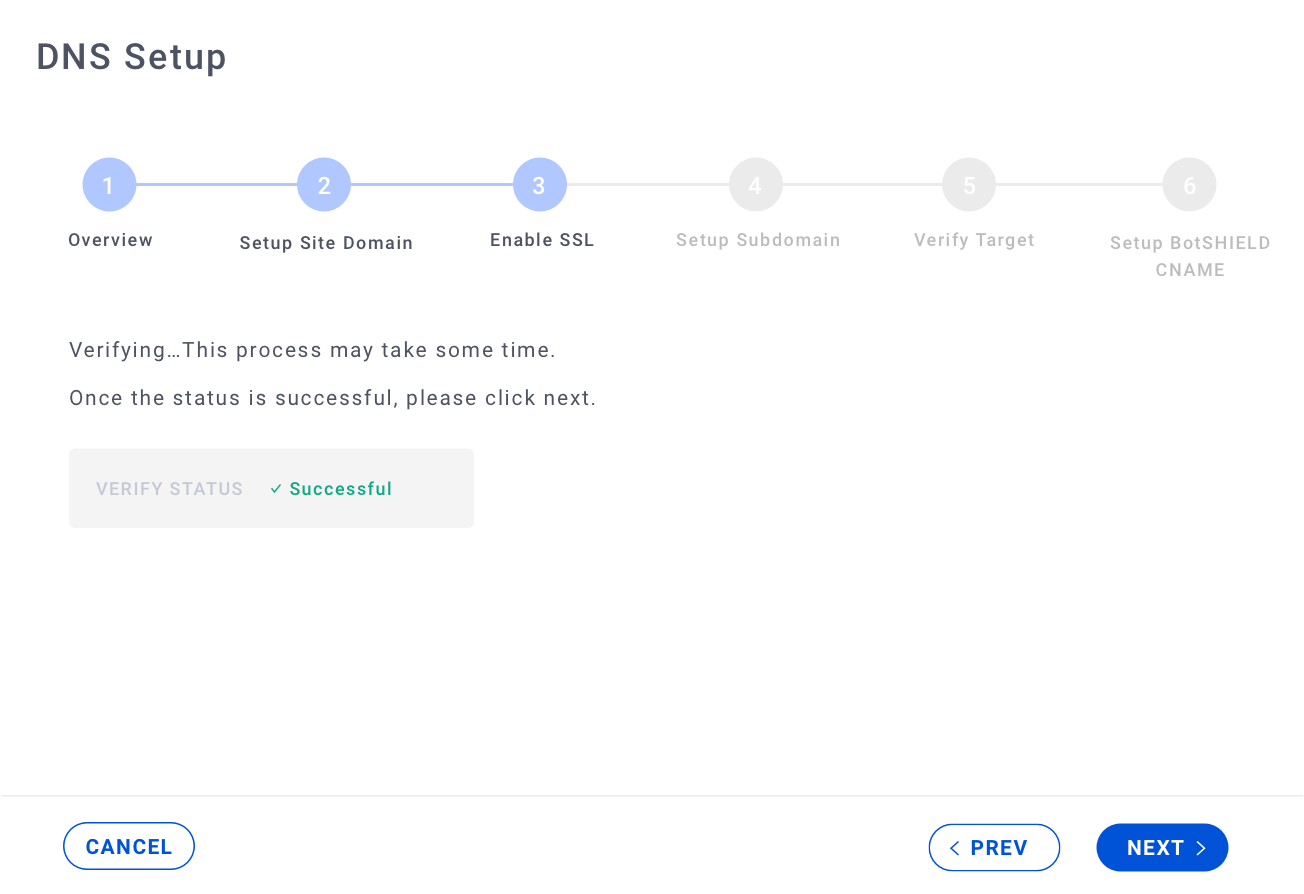 DNS Setup
1 2 3 4 5 6
Overview Setup Site Domain Enable SSL Setup Subdomain Verify Target Setup BotSHIELD
CNAME
Verifying…This process may take some time.
Once the status is successful, please click next.
VERIFY STATUS ✓ Successful
CANCEL < PREV NEXT >